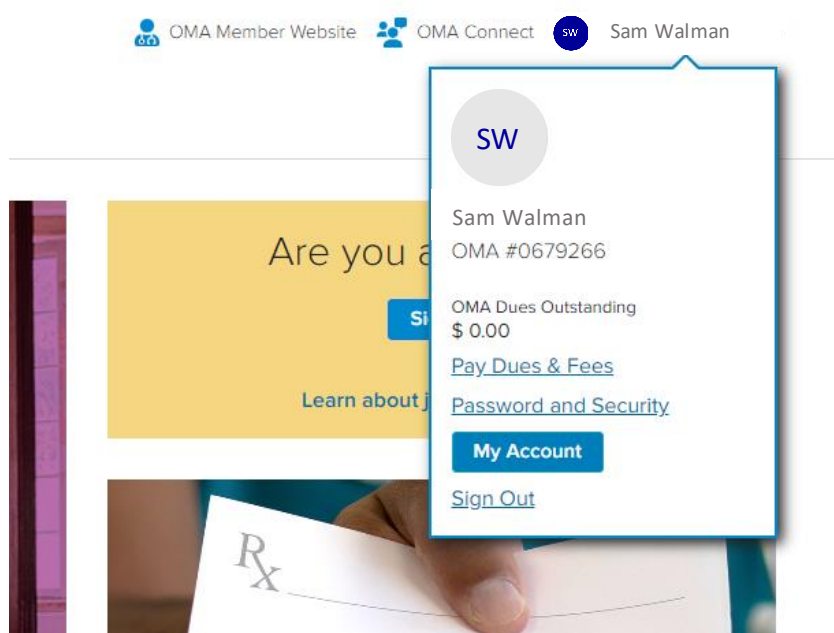 OMA Member Website OMA Connect SW Sam Walman
SW
Sam Walman
OMA #0679266
OMA Dues Outstanding
$ 0.00
Pay Dues & Fees
Password and Security
My Account
Sign Out
Are you
Learn about
Rx